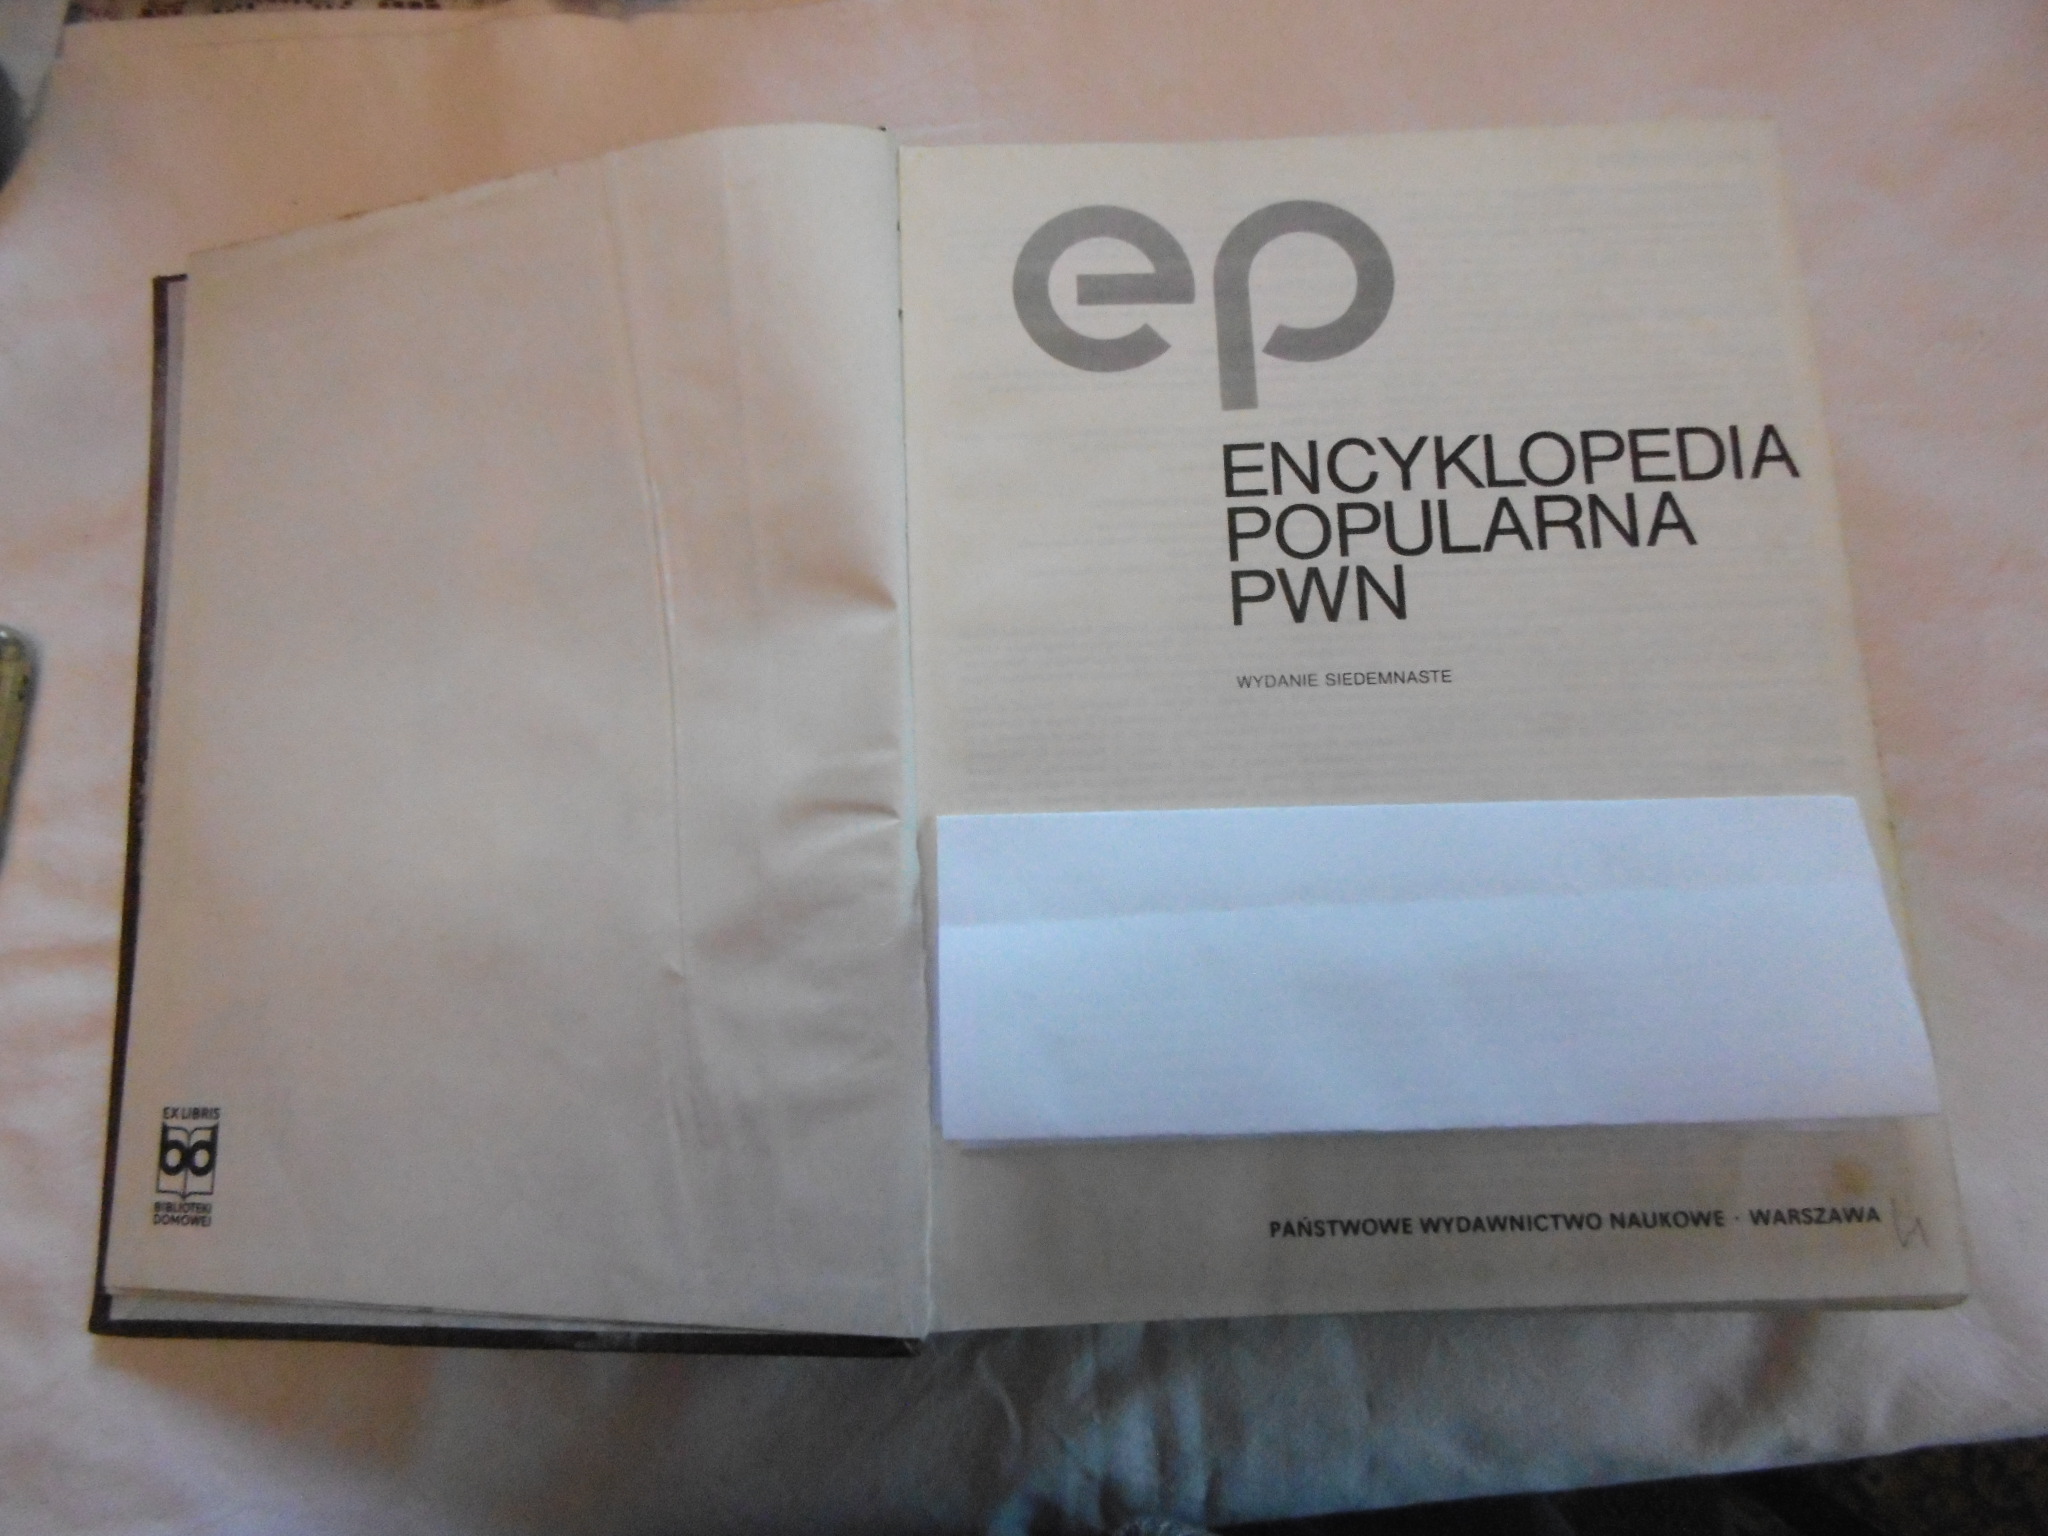 EX LIBRIS
bd
BIBLIOTEKI
DOMOWEJ
ep
ENCYKLOPEDIA
POPULARNA
PWN
WYDANIE SIEDEMNASTE
PAŃSTWOWE WYDAWNICTWO NAUKOWE · WARSZAWA